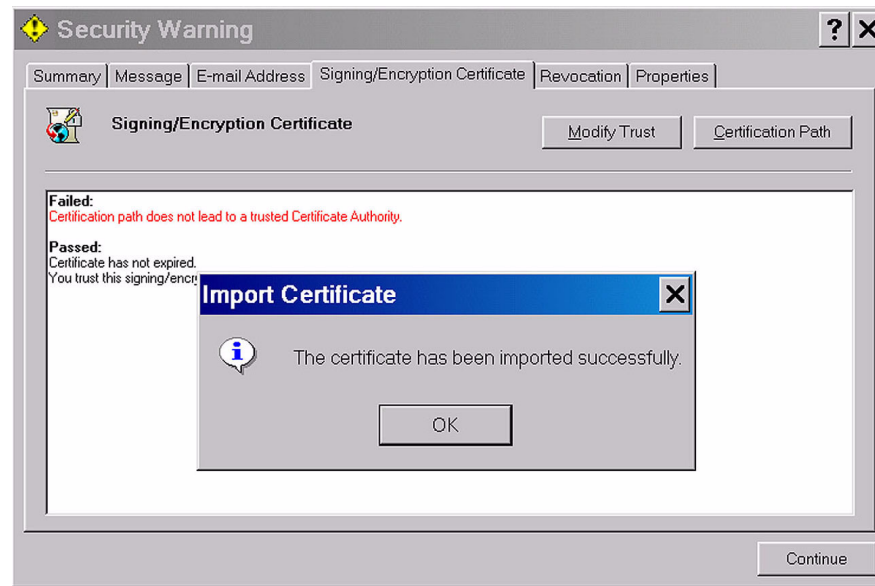 Security Warning
Summary Message E-mail Address Signing/Encryption Certificate Revocation Properties
Signing/Encryption Certificate Modify Trust Certification Path
Failed:
Certification path does not lead to a trusted Certificate Authority.
Passed:
Certificate has not expired.
You trust this signing/
Import Certificate
The certificate has been imported successfully.
OK
Continue